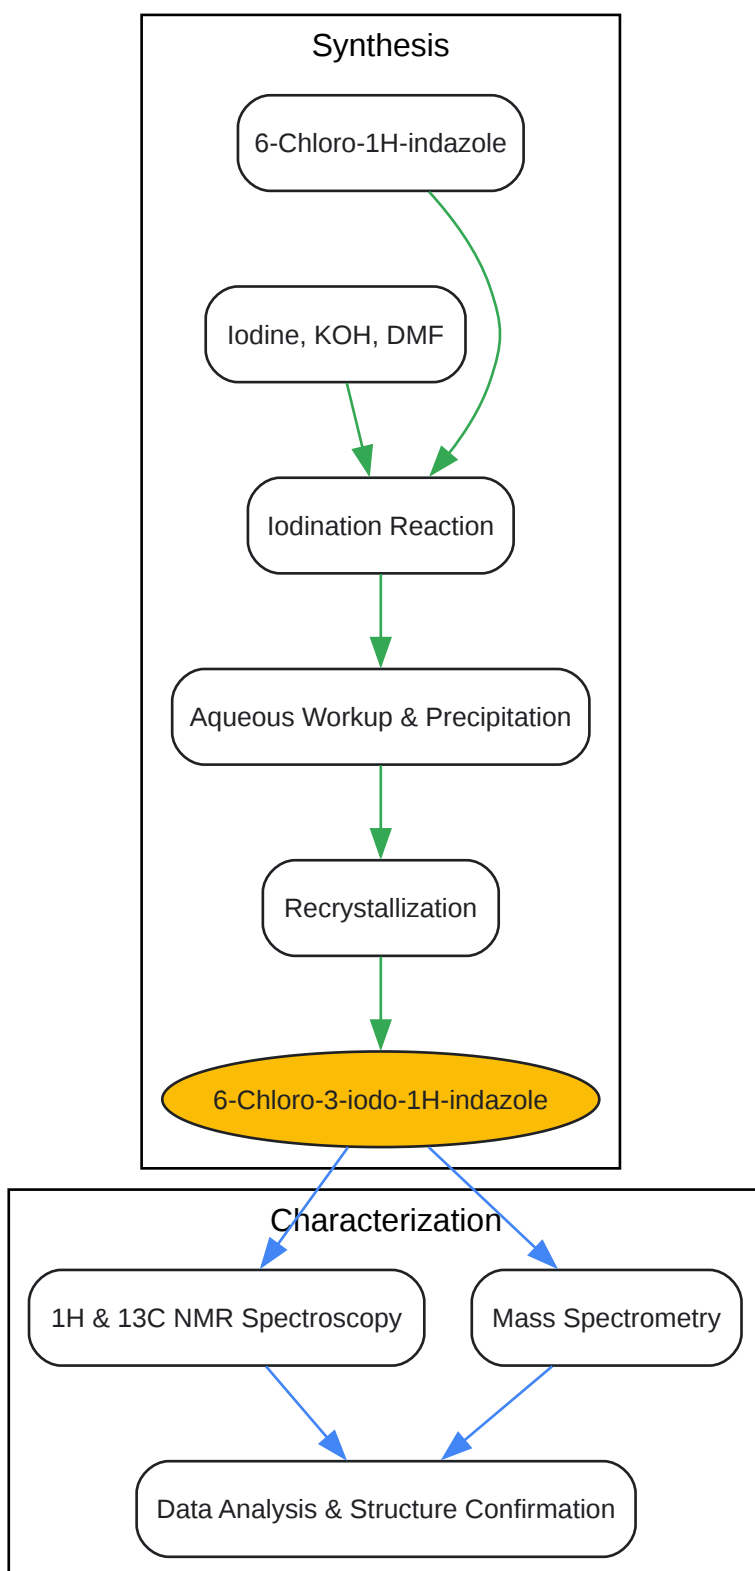 Synthesis
6-Chloro-1H-indazole
Iodine, KOH, DMF
Iodination Reaction
Aqueous Workup & Precipitation
Recrystallization
6-Chloro-3-iodo-1H-indazole
Characterization
1H & 13C NMR Spectroscopy
Mass Spectrometry
Data Analysis & Structure Confirmation